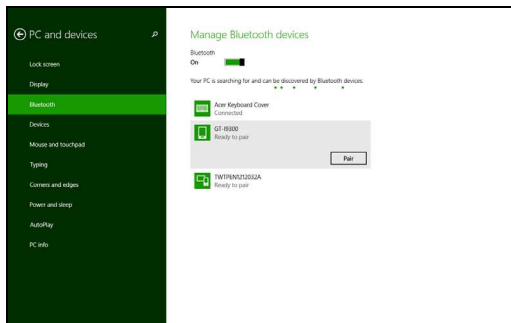 PC and devices
Lock screen
Display
Bluetooth
Devices
Mouse and touchpad
Typing
Corners and edges
Power and sleep
AutoPlay
PC info
Manage Bluetooth devices
Bluetooth
On
Your PC is searching for and can be discovered by Bluetooth devices.
Acer Keyboard Cover
Connected
GT-I9300
Ready to pair
Pair
TWTPEN1212032A
Ready to pair